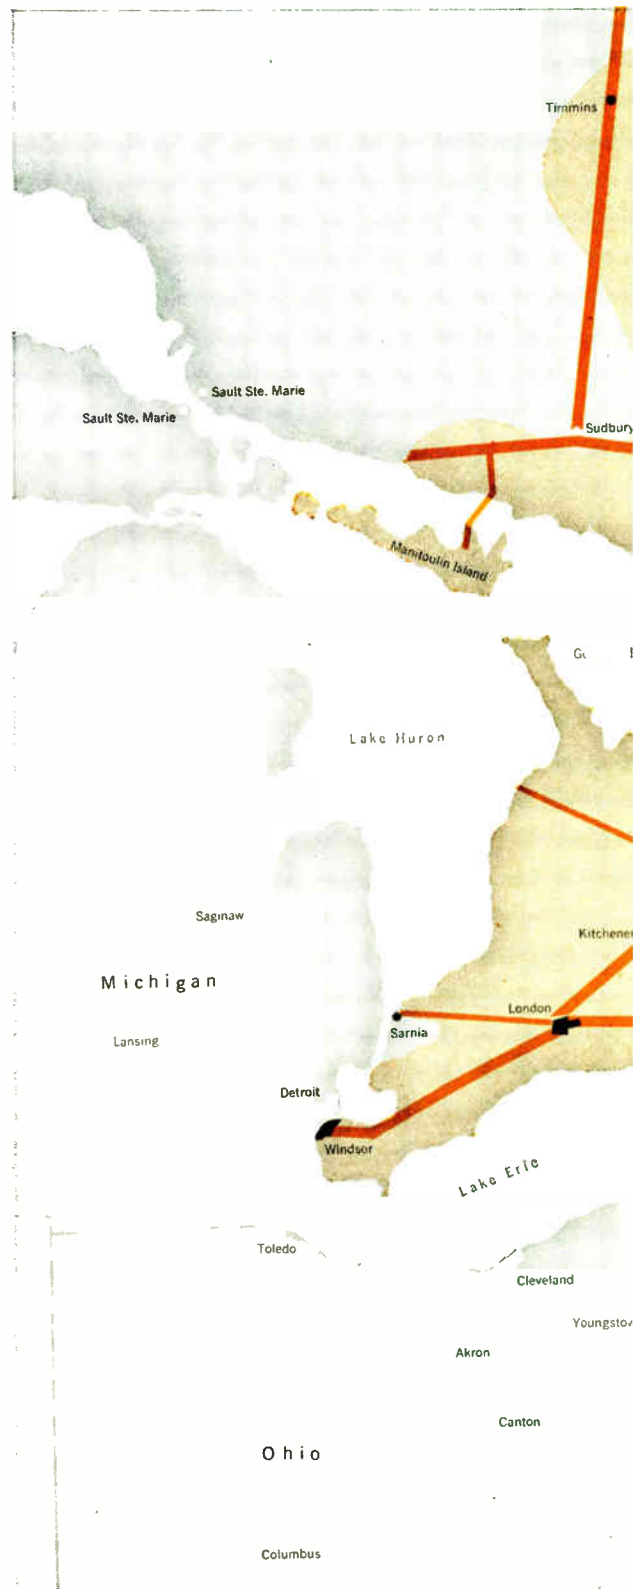 Timmins
Sault Ste. Marie
Sault Ste. Marie
Sudbury
Manitoulin Island
Lake Huron
Saginaw
Kitchener
Michigan
London
Sarnia
Lansing
Detroit
Windsor
Lake Erie
Toledo
Cleveland
Akron
Canton
Ohio
Columbus